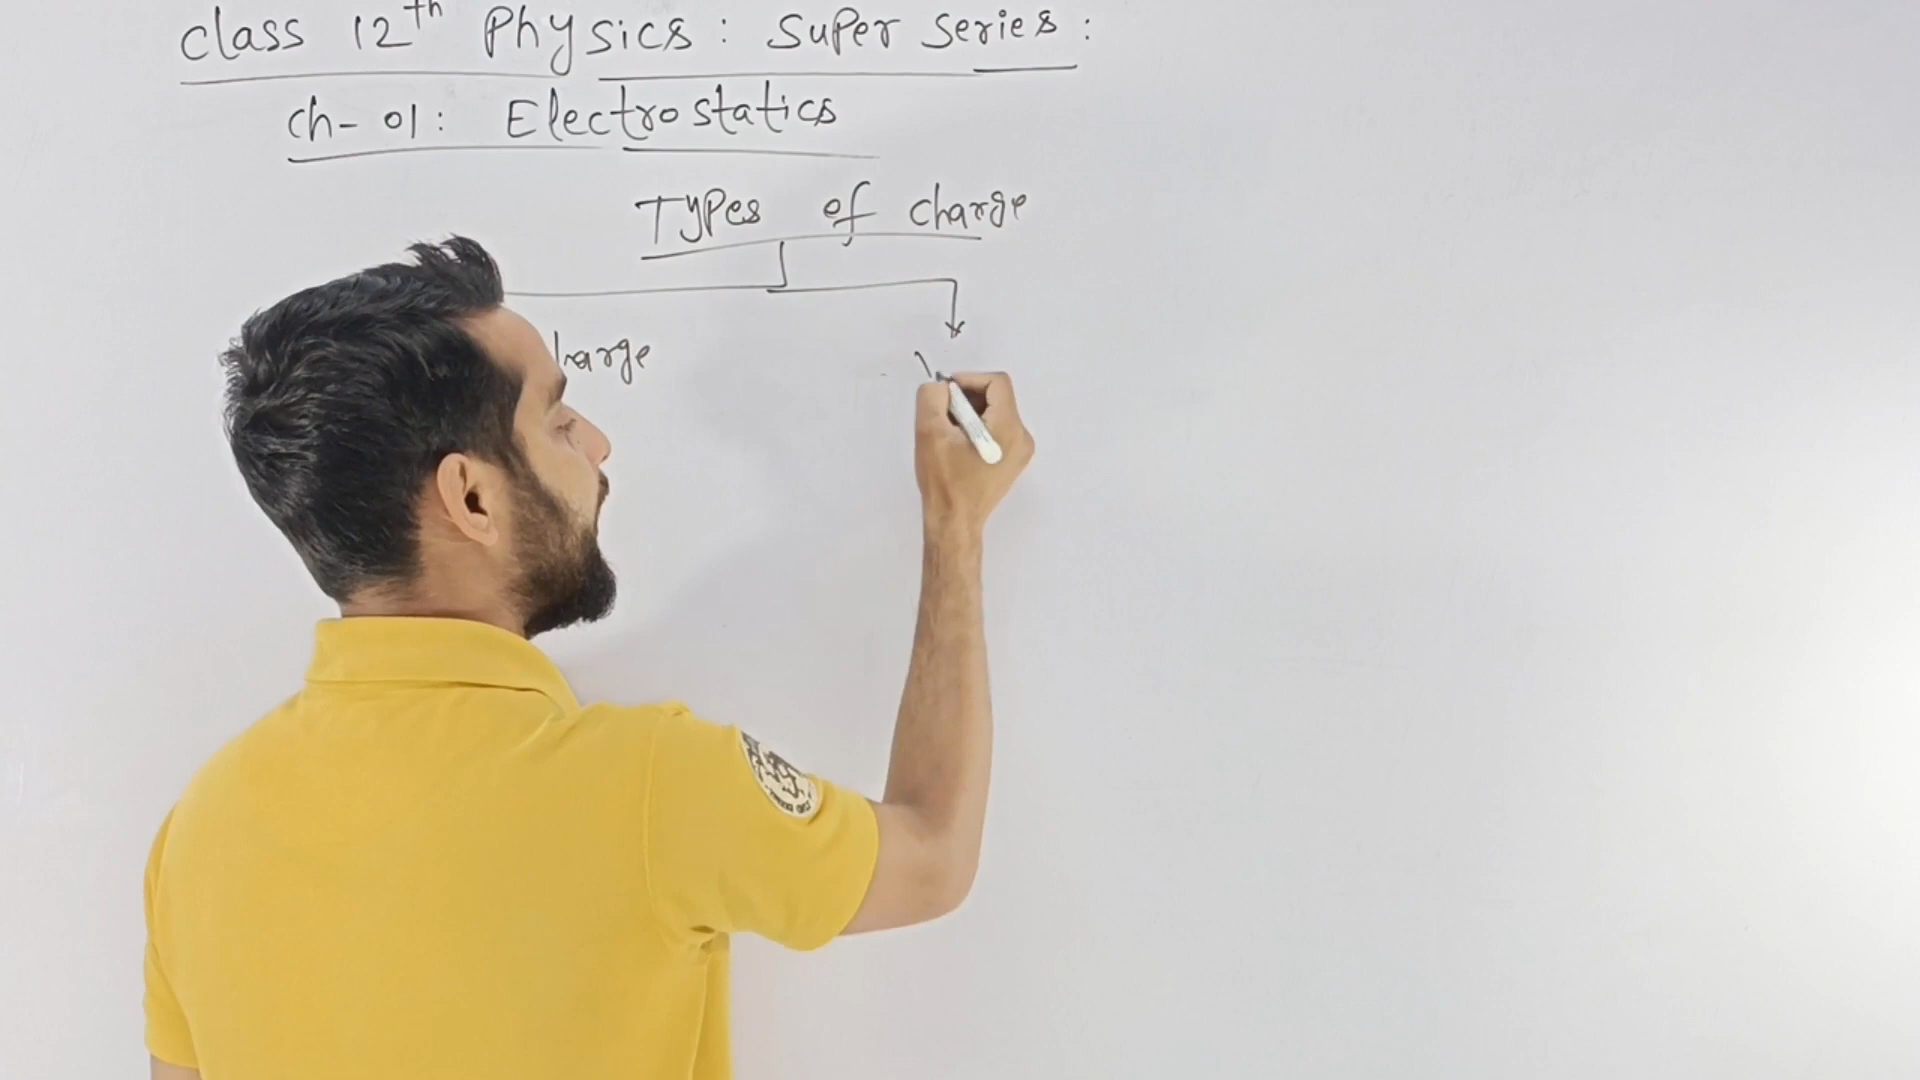 class 12th Physics: Super Series:
ch- 01: Electrostatics
Types of charge
harge